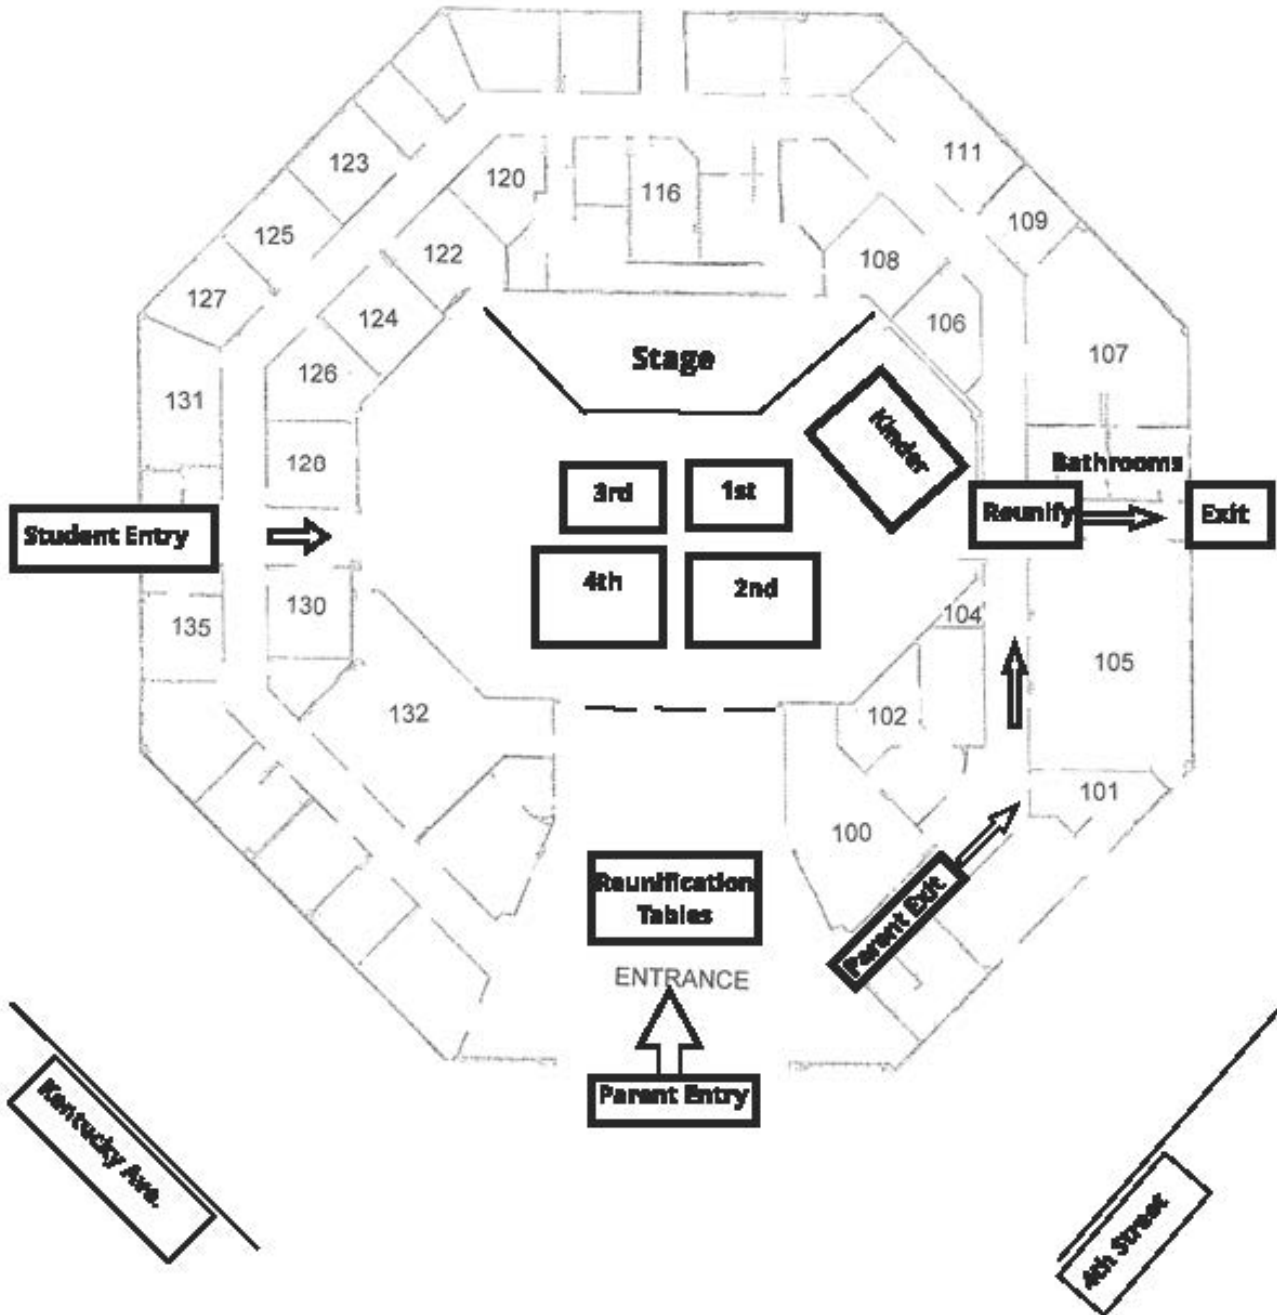 111
123
120
116
109
125
122
108
127
124
106
Stage
107
126
131
Kinder
128
Bathrooms
3rd
1st
Reunify
Exit
Student Entry
4th
2nd
130
104
135
105
132
102
101
100
Reunification
Tables
Parent Exit
ENTRANCE
Parent Entry
Kentucky Ave.
4th Street